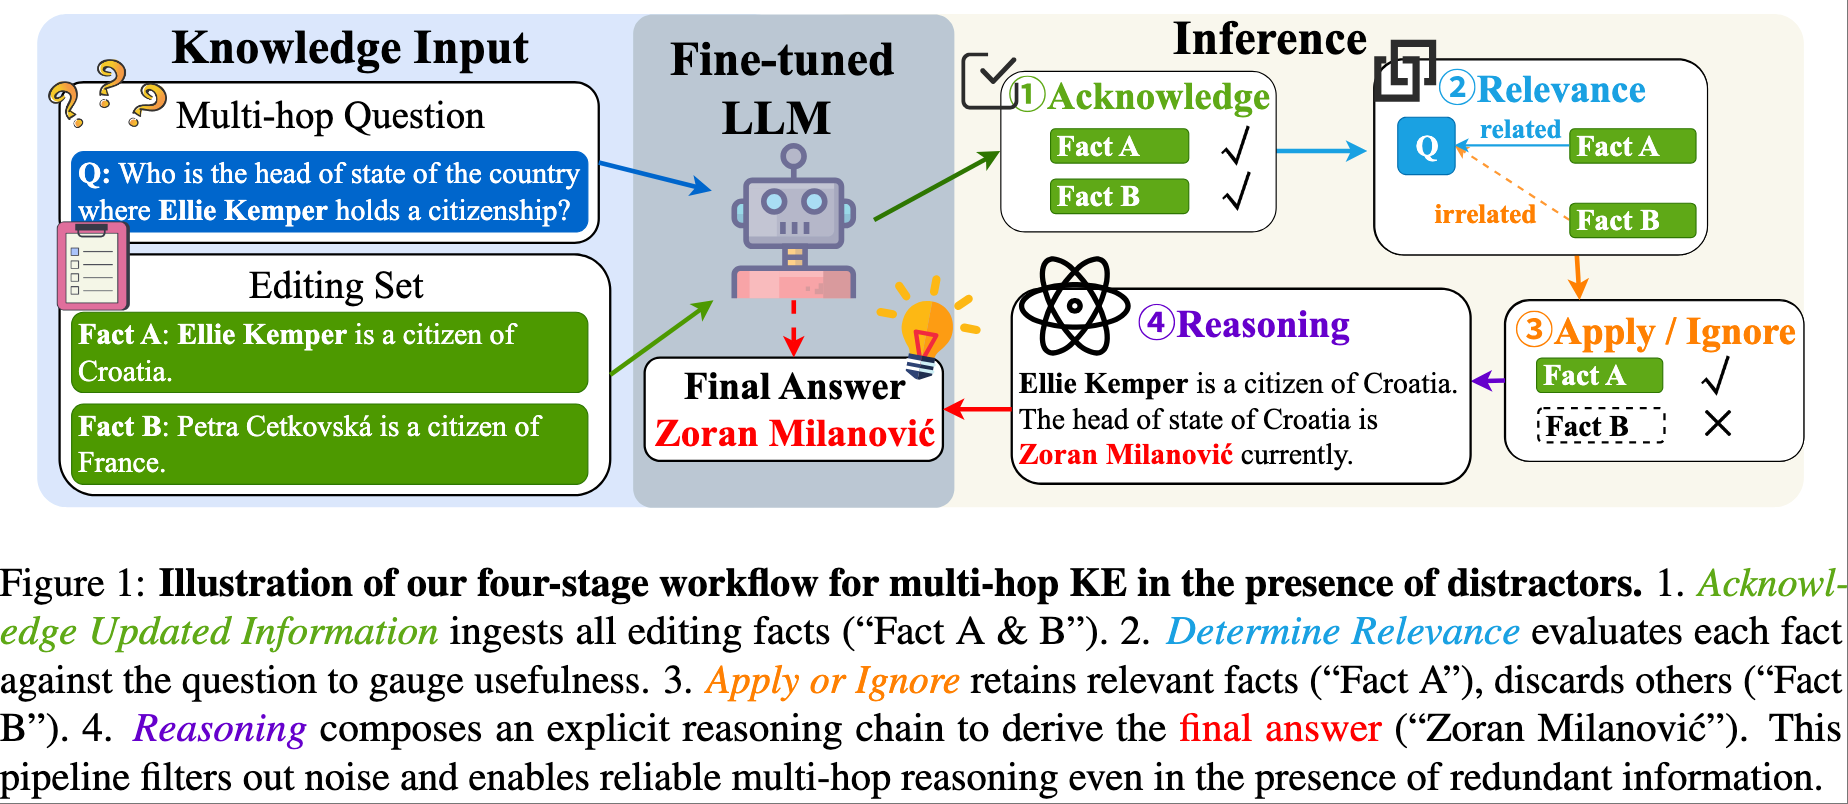 Knowledge Input
Multi-hop Question
Q: Who is the head of state of the country
where Ellie Kemper holds a citizenship?
Editing Set
Fact A: Ellie Kemper is a citizen of
Croatia.
Fact B: Petra Cetkovská is a citizen of
France.
Fine-tuned
LLM
Final Answer
Zoran Milanović
Inference
①Acknowledge
Fact A
Fact B
②Relevance
Q
related
Fact A
irrelated
Fact B
③Apply / Ignore
Fact A
Fact B
④Reasoning
Ellie Kemper is a citizen of Croatia.
The head of state of Croatia is
Zoran Milanović currently.
Figure 1: Illustration of our four-stage workflow for multi-hop KE in the presence of distractors. 1. Acknowl-
edge Updated Information ingests all editing facts (“Fact A & B”). 2. Determine Relevance evaluates each fact
against the question to gauge usefulness. 3. Apply or Ignore retains relevant facts (“Fact A”), discards others (“Fact
B”). 4. Reasoning composes an explicit reasoning chain to derive the final answer (“Zoran Milanović”). This
pipeline filters out noise and enables reliable multi-hop reasoning even in the presence of redundant information.